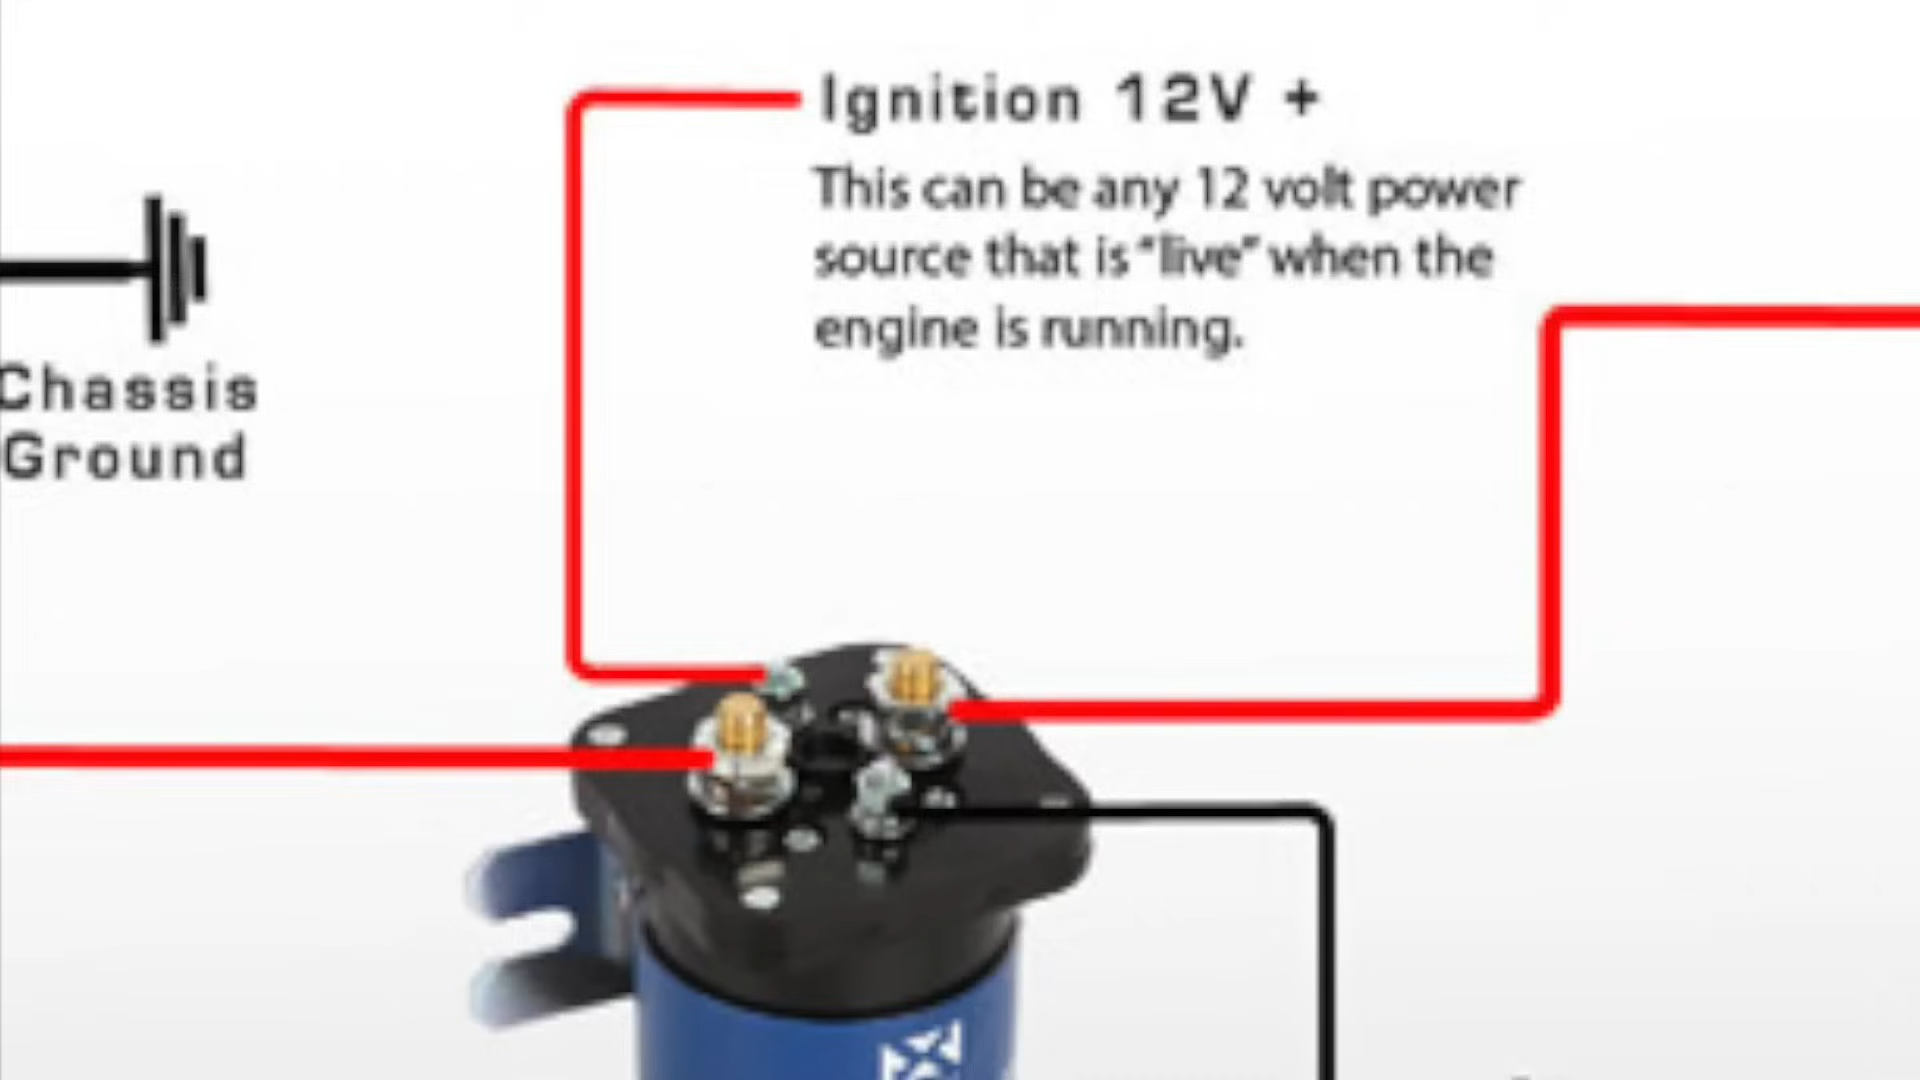 Ignition 12V +
This can be any 12 volt power
source that is "live" when the
engine is running.
Chassis
Ground